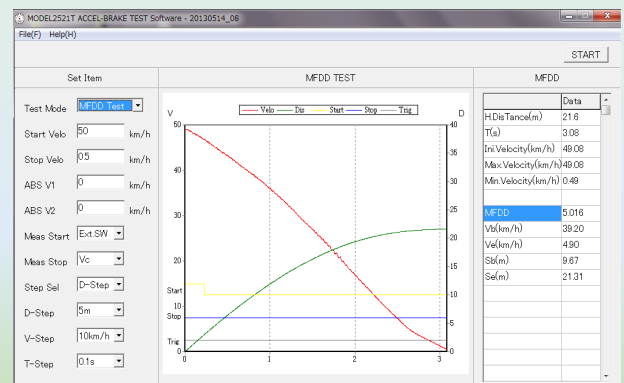 MODEL2521T ACCEL-BRAKE TEST Software - 20130514_08
File(F) Help(H)
START
Set Item
MFDD TEST
MFDD
Test Mode MFDD Test
Start Velo 50 km/h
Stop Velo 0.5 km/h
ABS V1 0 km/h
ABS V2 0 km/h
Meas Start Ext.SW
Meas Stop Vc
Step Sel D-Step
D-Step 5m
V-Step 10km/h
T-Step 0.1s
Velo Dis Start Stop Trig
V D
50 40
35
40
30
30 25
20
20 15
Start
10 10
Stop
5
Trig
0 0
0 1 2 3
Data
H.DisTance(m) 21.6
T(s) 3.08
Ini.Velocity(km/h) 49.08
Max.Velocity(km/h) 49.08
Min.Velocity(km/h) 0.49
MFDD 5.016
Vb(km/h) 39.20
Ve(km/h) 4.90
Sb(m) 9.67
Se(m) 21.31